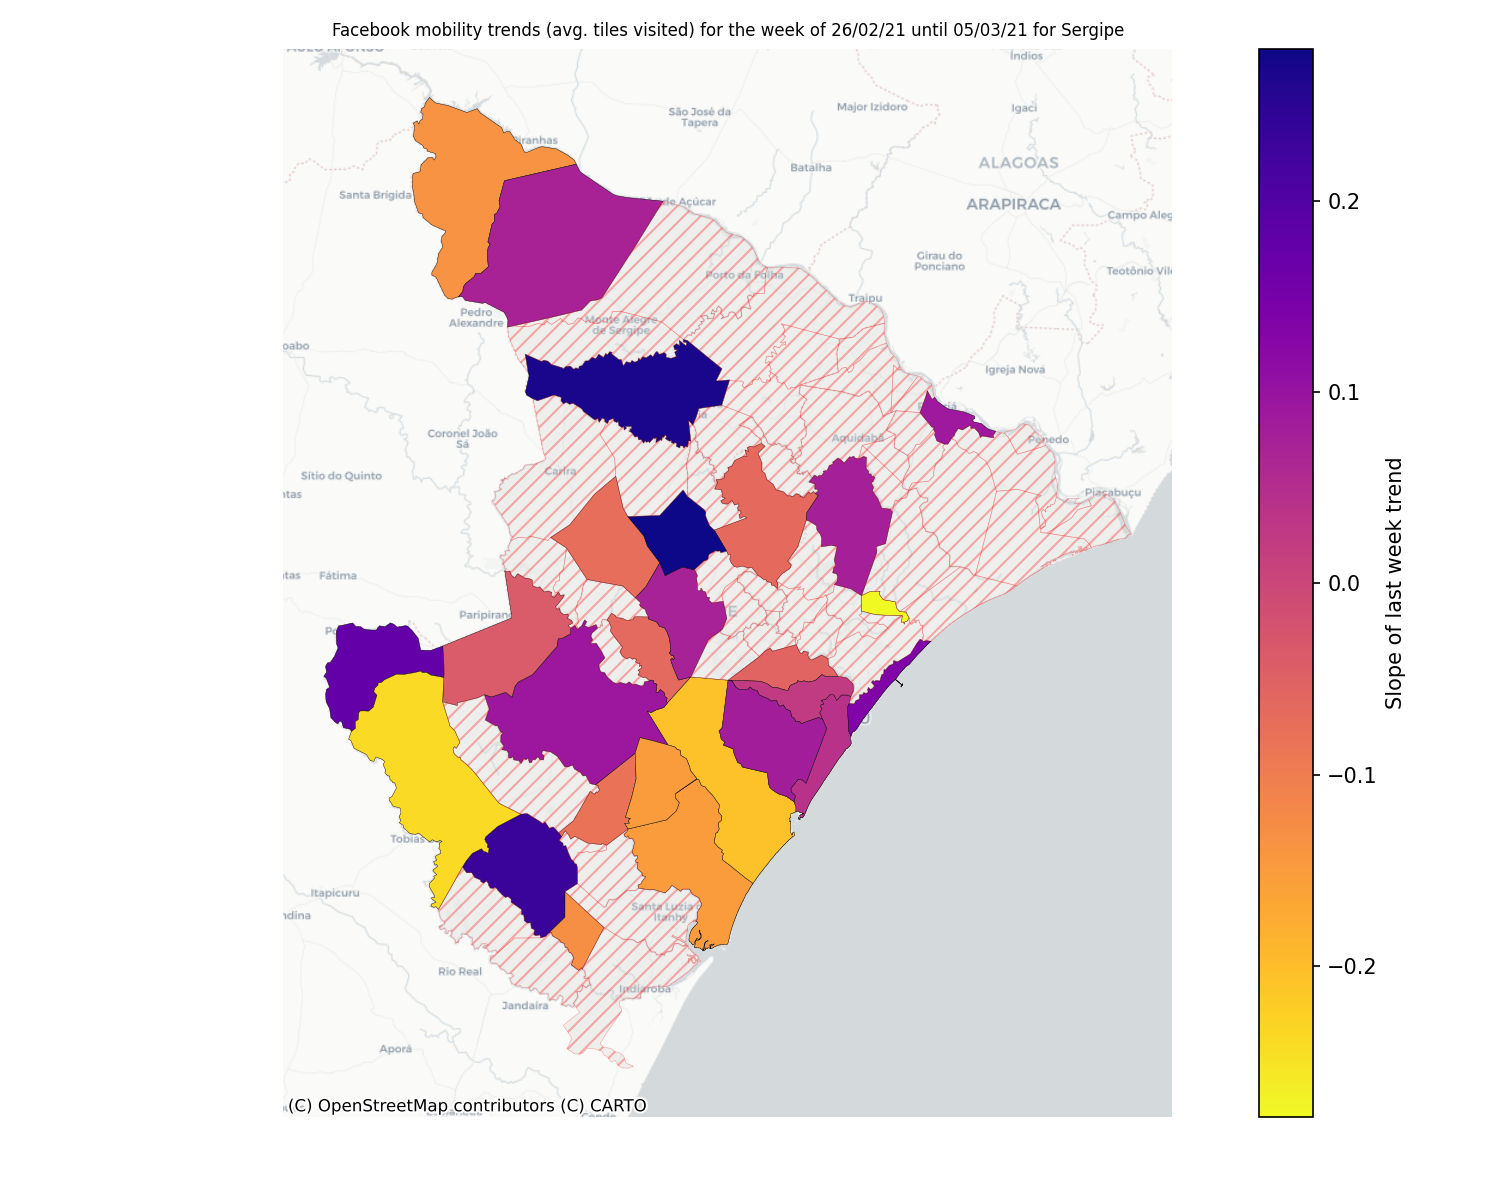 Facebook mobility trends (avg. tiles visited) for the week of 26/02/21 until 05/03/21 for Sergipe
Índios
São José da
Tapera
Major Izidoro
Igaci
Piranhas
ALAGOAS
Batalha
Santa Brígida
de Açúcar
ARAPIRACA
Campo Aleg
Girau do
Ponciano
Porto da Folha
Teotônio Vile
Traipu
Pedro
Alexandre
Monte Alegre
de Sergipe
oabo
Igreja Nova
Coronel João
Sá
Aquidabã
Penedo
Carira
Sítio do Quinto
Piaçabuçu
ntas
ntas
Fátima
Paripiran
Tobias
Itapicuru
ndina
Santa Luzia
Itanhy
Rio Real
Indiaroba
Jandaíra
Aporá
(C) OpenStreetMap contributors (C) CARTO
0.2
0.1
0.0
−0.1
−0.2
Slope of last week trend